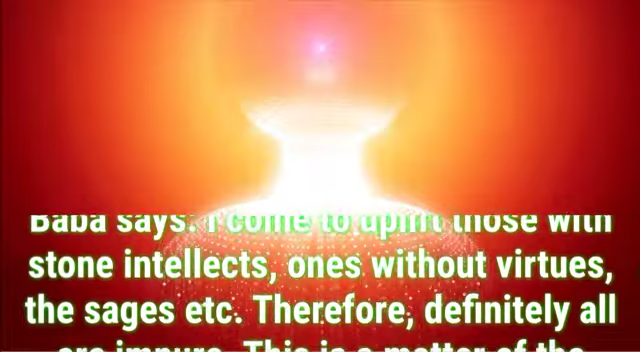 Baba says: I come to uplift those with
stone intellects, ones without virtues,
the sages etc. Therefore, definitely all
are impure. This is a matter of the